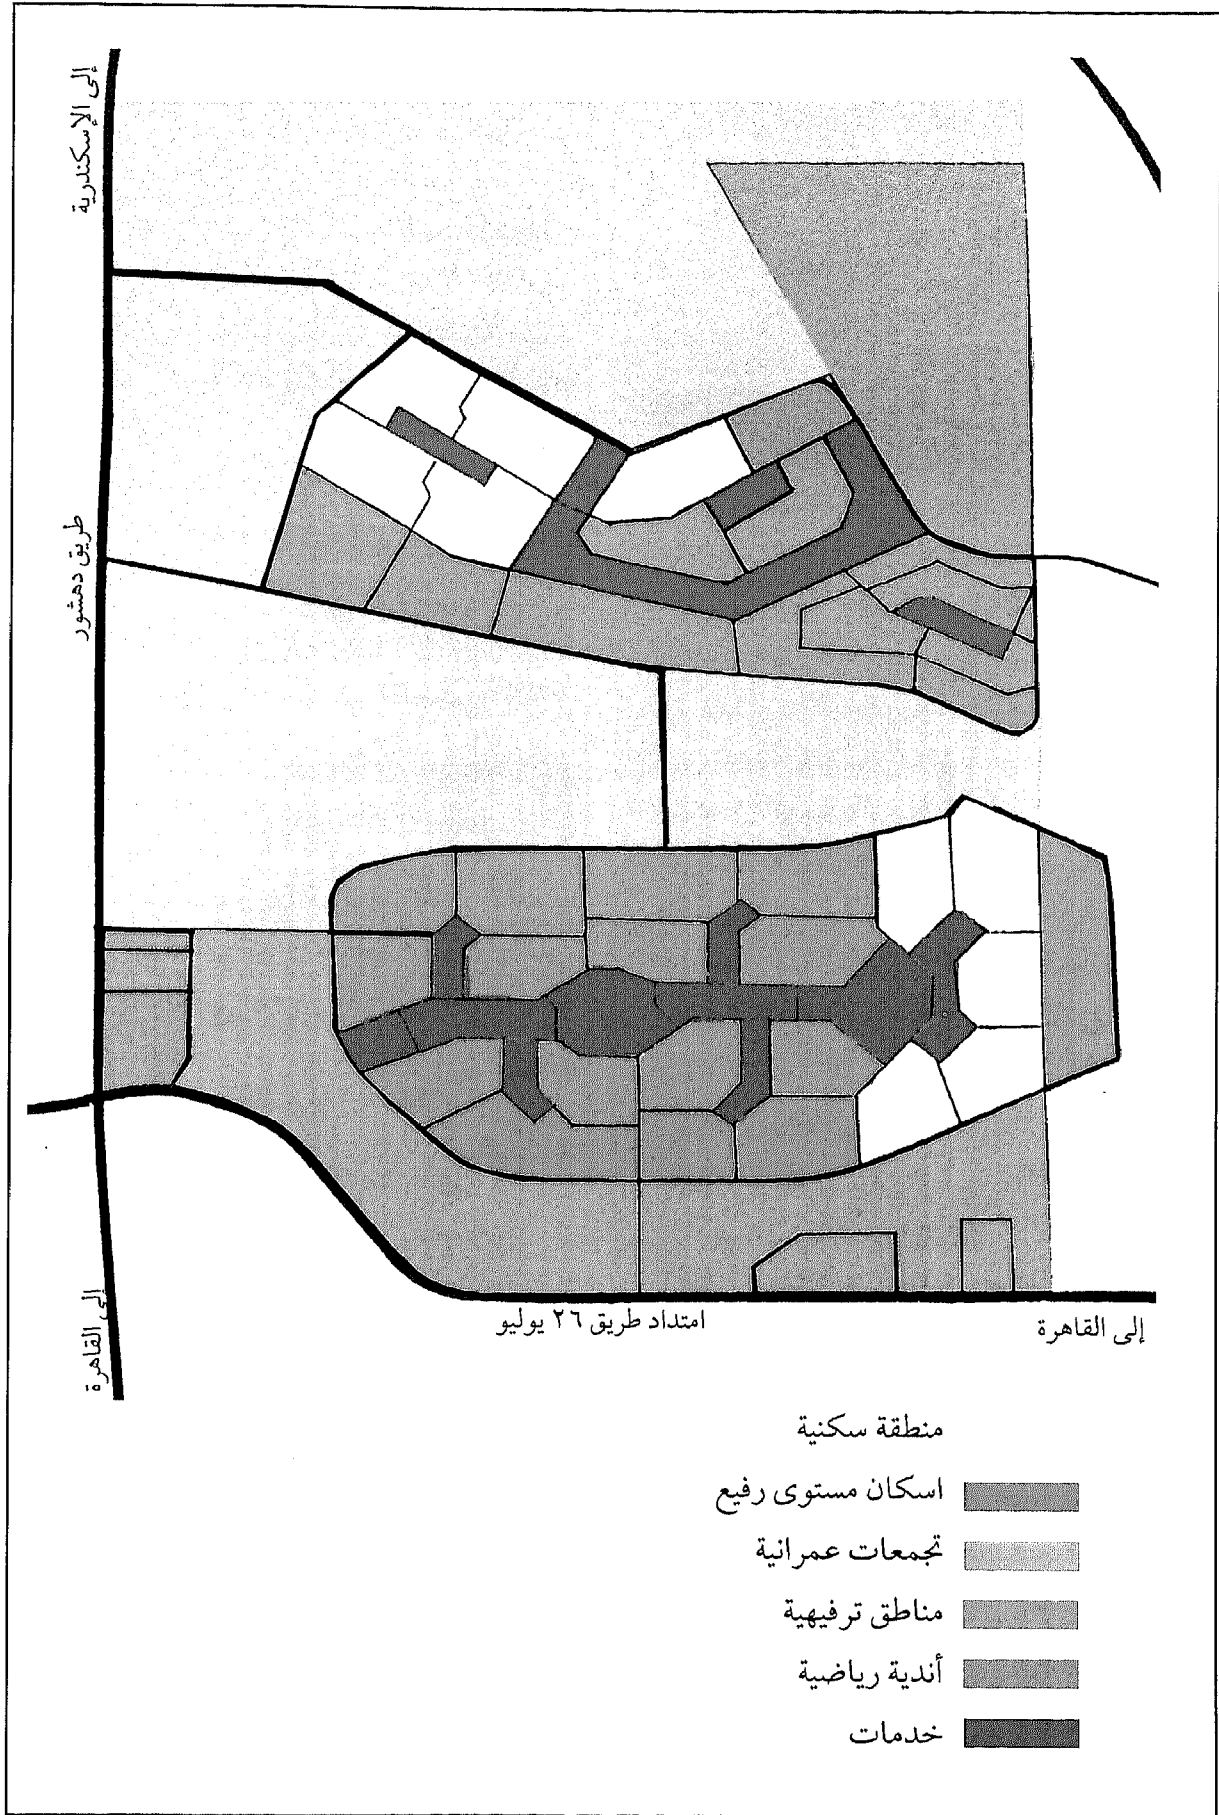 إلى الإسكندرية
طريق دهشور
إلى القاهرة
امتداد طريق ٢٦ يوليو
إلى القاهرة
منطقة سكنية
اسكان مستوى رفيع
تجمعات عمرانية
مناطق ترفيهية
أندية رياضية
خدمات